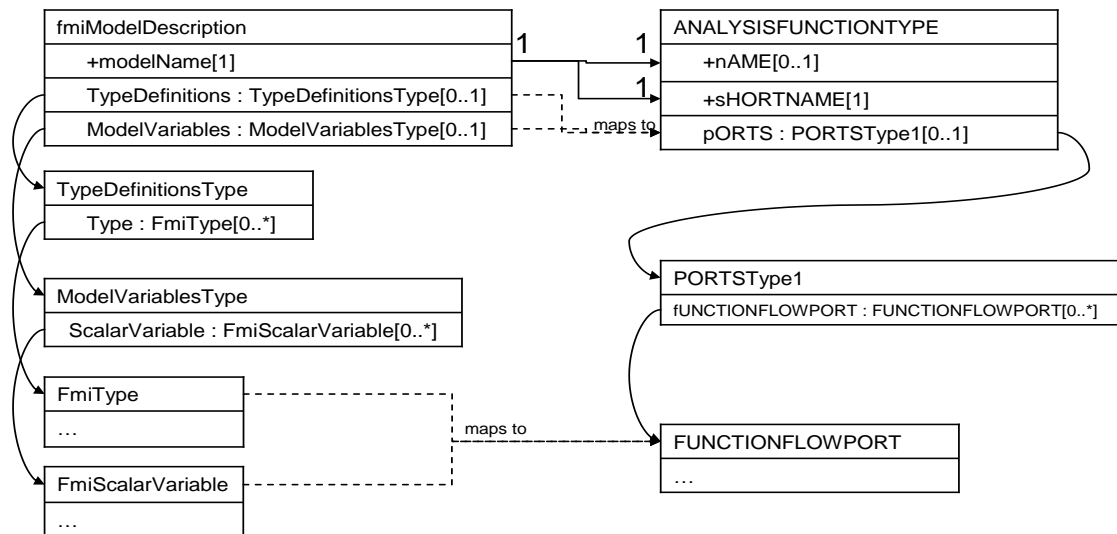 fmiModelDescription
+modelName[1]
TypeDefinitions : TypeDefinitionsType[0..1]
ModelVariables : ModelVariablesType[0..1]
1
1
1
maps to
ANALYSISFUNCTIONTYPE
+nAME[0..1]
+sHORTNAME[1]
pORTS : PORTSType1[0..1]
TypeDefinitionsType
Type : FmiType[0..*]
ModelVariablesType
ScalarVariable : FmiScalarVariable[0..*]
PORTSType1
fUNCTIONFLOWPORT : FUNCTIONFLOWPORT[0..*]
FmiType
…
maps to
FUNCTIONFLOWPORT
…
FmiScalarVariable
…